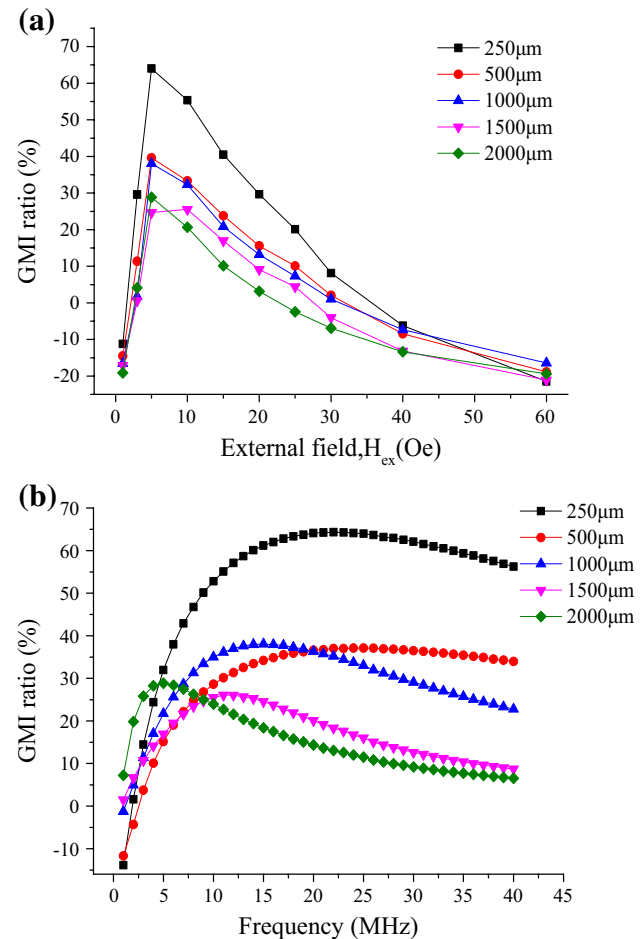 (a)
70
60
50
40
30
20
10
0
-10
-20
GMI ratio (%)
250μm
500μm
1000μm
1500μm
2000μm
0 10 20 30 40 50 60
External field,H_ex(Oe)
(b)
70
60
50
40
30
20
10
0
-10
GMI ratio (%)
250μm
500μm
1000μm
1500μm
2000μm
0 5 10 15 20 25 30 35 40 45
Frequency (MHz)